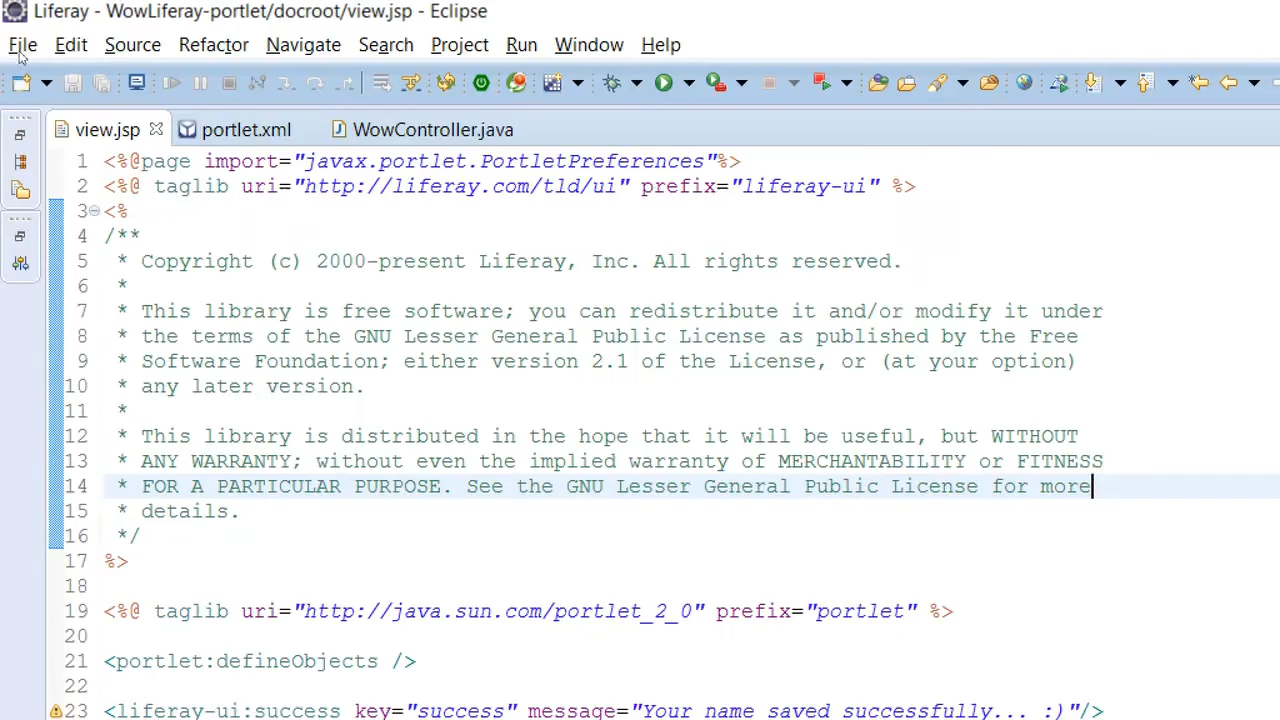 Liferay - WowLiferay-portlet/docroot/view.jsp - Eclipse
File Edit Source Refactor Navigate Search Project Run Window Help
view.jsp portlet.xml WowController.java
1 <%@page import="javax.portlet.PortletPreferences"%>
2 <%@ taglib uri="http://liferay.com/tld/ui" prefix="liferay-ui" %>
3 <%
4 /**
5 * Copyright (c) 2000-present Liferay, Inc. All rights reserved.
6 *
7 * This library is free software; you can redistribute it and/or modify it under
8 * the terms of the GNU Lesser General Public License as published by the Free
9 * Software Foundation; either version 2.1 of the License, or (at your option)
10 * any later version.
11 *
12 * This library is distributed in the hope that it will be useful, but WITHOUT
13 * ANY WARRANTY; without even the implied warranty of MERCHANTABILITY or FITNESS
14 * FOR A PARTICULAR PURPOSE. See the GNU Lesser General Public License for more
15 * details.
16 */
17 %>
18
19 <%@ taglib uri="http://java.sun.com/portlet_2_0" prefix="portlet" %>
20
21 <portlet:defineObjects />
22
23 <liferay-ui:success key="success" message="Your name saved successfully... :)"/>